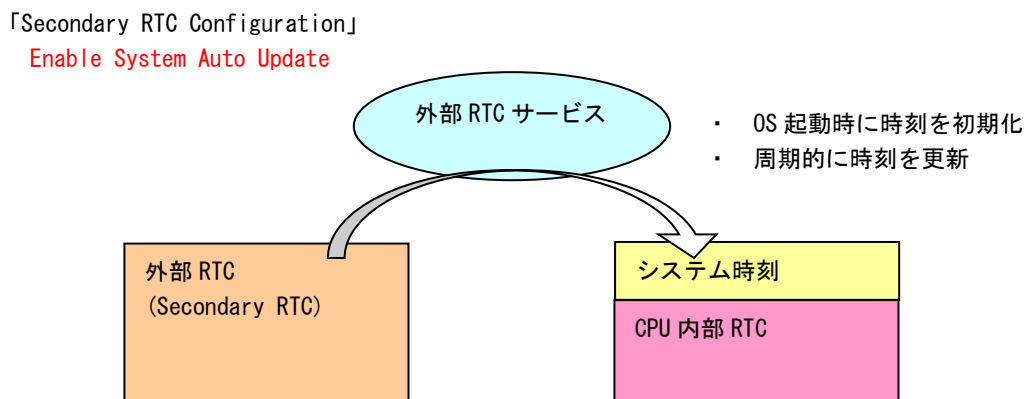 「Secondary RTC Configuration」
Enable System Auto Update
外部 RTC サービス
・ OS 起動時に時刻を初期化
・ 周期的に時刻を更新
外部 RTC
(Secondary RTC)
システム時刻
CPU 内部 RTC